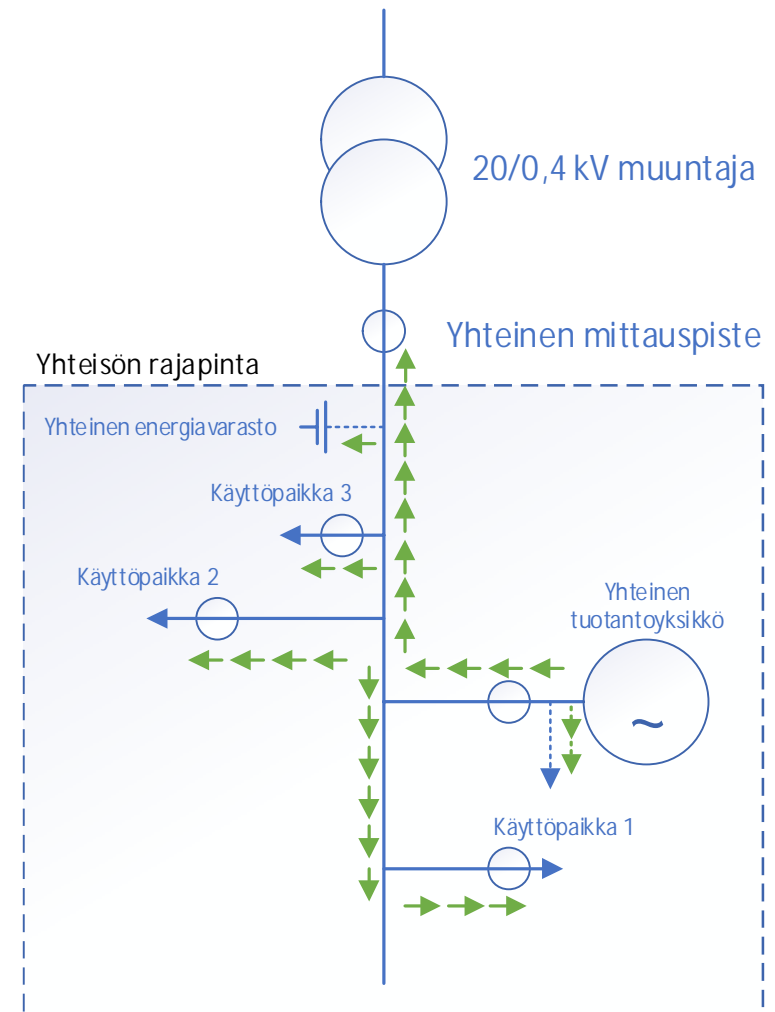 20/0,4 kV muuntaja
Yhteinen mittauspiste
Yhteisön rajapinta
Yhteinen energiavarasto
Käyttöpaikka 3
Käyttöpaikka 2
Yhteinen
tuotantoyksikkö
~
Käyttöpaikka 1